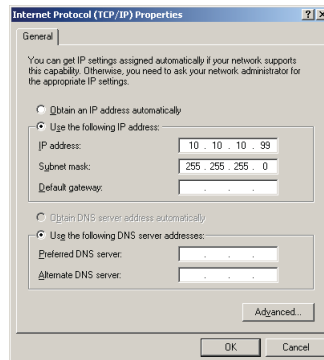 Internet Protocol (TCP/IP) Properties
General
You can get IP settings assigned automatically if your network supports
this capability. Otherwise, you need to ask your network administrator for
the appropriate IP settings.
Obtain an IP address automatically
Use the following IP address:
IP address: 10 . 10 . 10 . 99
Subnet mask: 255 . 255 . 255 . 0
Default gateway: . . .
Obtain DNS server address automatically
Use the following DNS server addresses:
Preferred DNS server: . . .
Alternate DNS server: . . .
Advanced...
OK Cancel